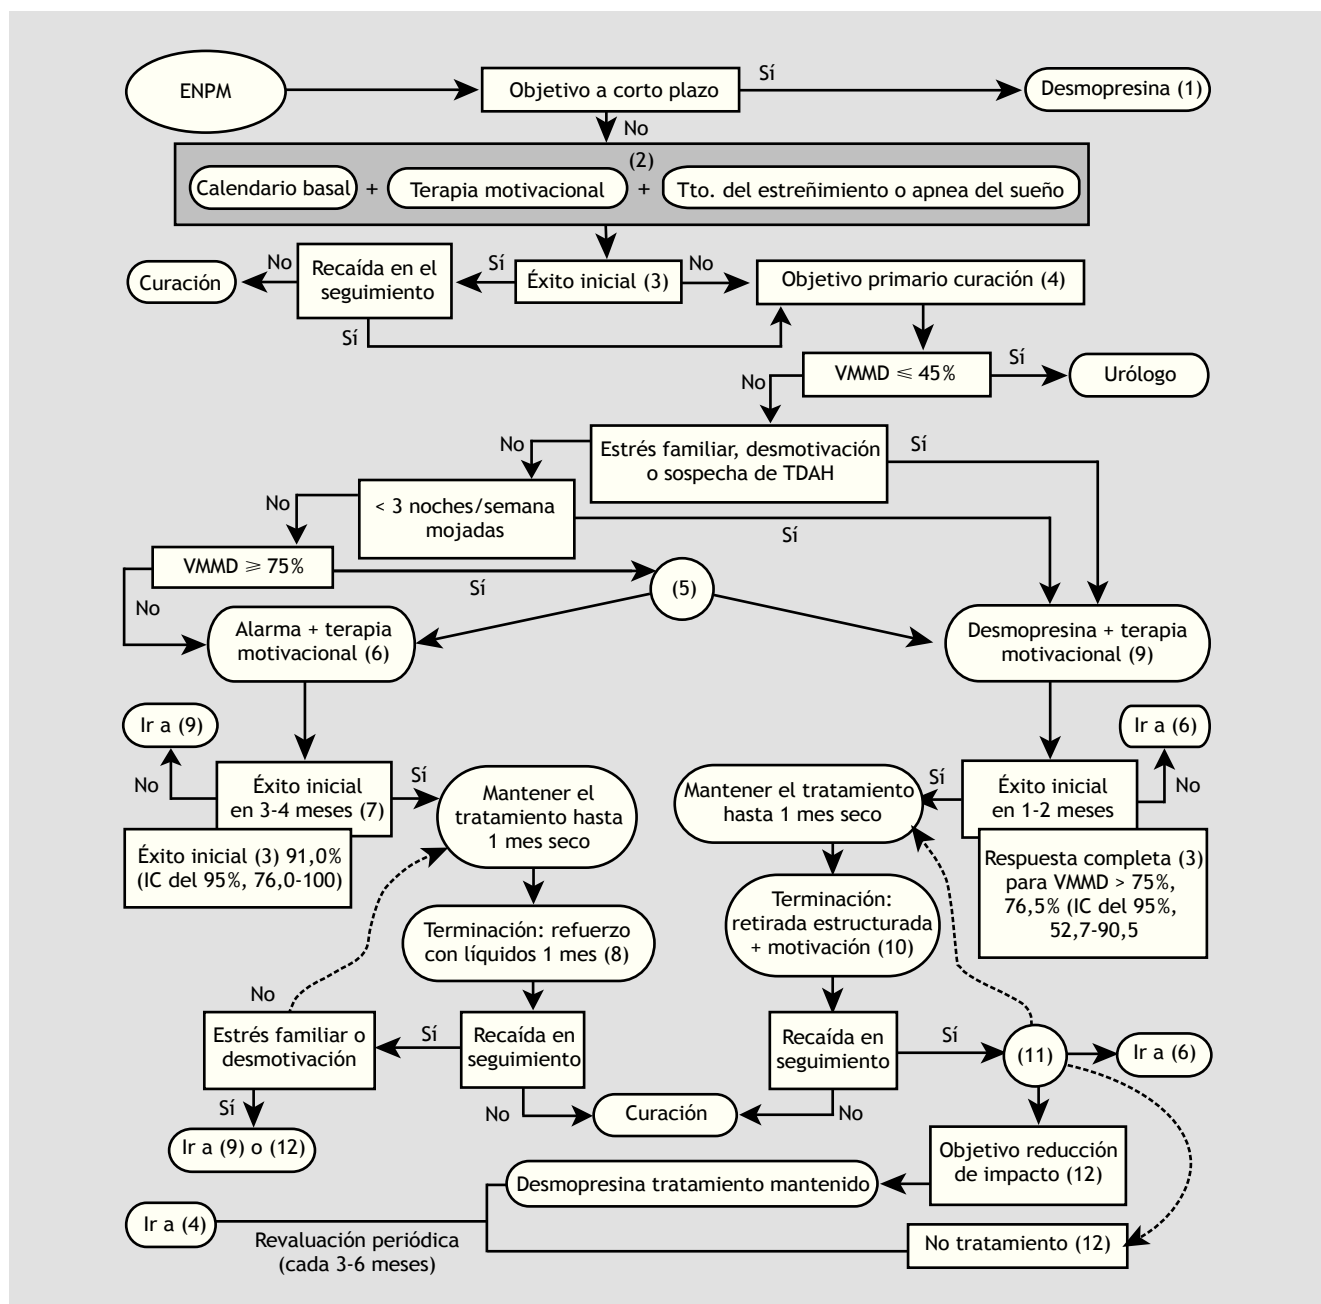 ENPM
Objetivo a corto plazo
Sí
Desmopresina (1)
No
(2)
Calendario basal
+
Terapia motivacional
+
Tto. del estreñimiento o apnea del sueño
Curación
No
Recaída en el
seguimiento
Sí
Éxito inicial (3)
No
Objetivo primario curación (4)
Sí
VMMD ≤ 45%
Sí
Urólogo
No
Estrés familiar, desmotivación
o sospecha de TDAH
Sí
No
< 3 noches/semana
mojadas
Sí
No
VMMD ≥ 75%
Sí
(5)
No
Alarma + terapia
motivacional (6)
Desmopresina + terapia
motivacional (9)
Ir a (9)
No
Éxito inicial
en 3-4 meses (7)
Sí
Éxito inicial (3) 91,0%
(IC del 95%, 76,0-100)
Mantener el
tratamiento hasta
1 mes seco
Mantener el tratamiento
hasta 1 mes seco
Sí
Éxito inicial
en 1-2 meses
No
Ir a (6)
Respuesta completa (3)
para VMMD > 75%,
76,5% (IC del 95%,
52,7-90,5
Terminación: refuerzo
con líquidos 1 mes (8)
Terminación:
retirada estructurada
+ motivación (10)
No
Estrés familiar o
desmotivación
Sí
Recaída en
seguimiento
Recaída en
seguimiento
Sí
(11)
Ir a (6)
Sí
No
Curación
No
Ir a (9) o (12)
Objetivo reducción
de impacto (12)
Desmopresina tratamiento mantenido
Ir a (4)
Revaluación periódica
(cada 3-6 meses)
No tratamiento (12)